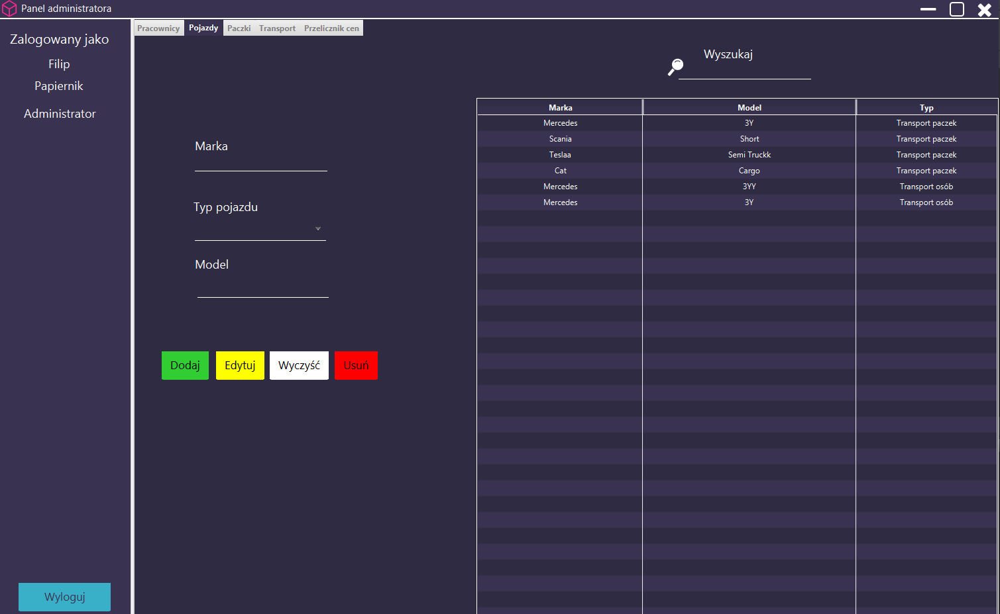 Panel administratora
Zalogowany jako
Filip
Papiernik
Administrator
Wyloguj
Pracownicy Pojazdy Paczki Transport Przelicznik cen
Wyszukaj
Marka
Typ pojazdu
Model
Dodaj Edytuj Wyczyść Usuń
Marka Model Typ
Mercedes 3Y Transport paczek
Scania Short Transport paczek
Teslaa Semi Truckk Transport paczek
Cat Cargo Transport paczek
Mercedes 3YY Transport osób
Mercedes 3Y Transport osób